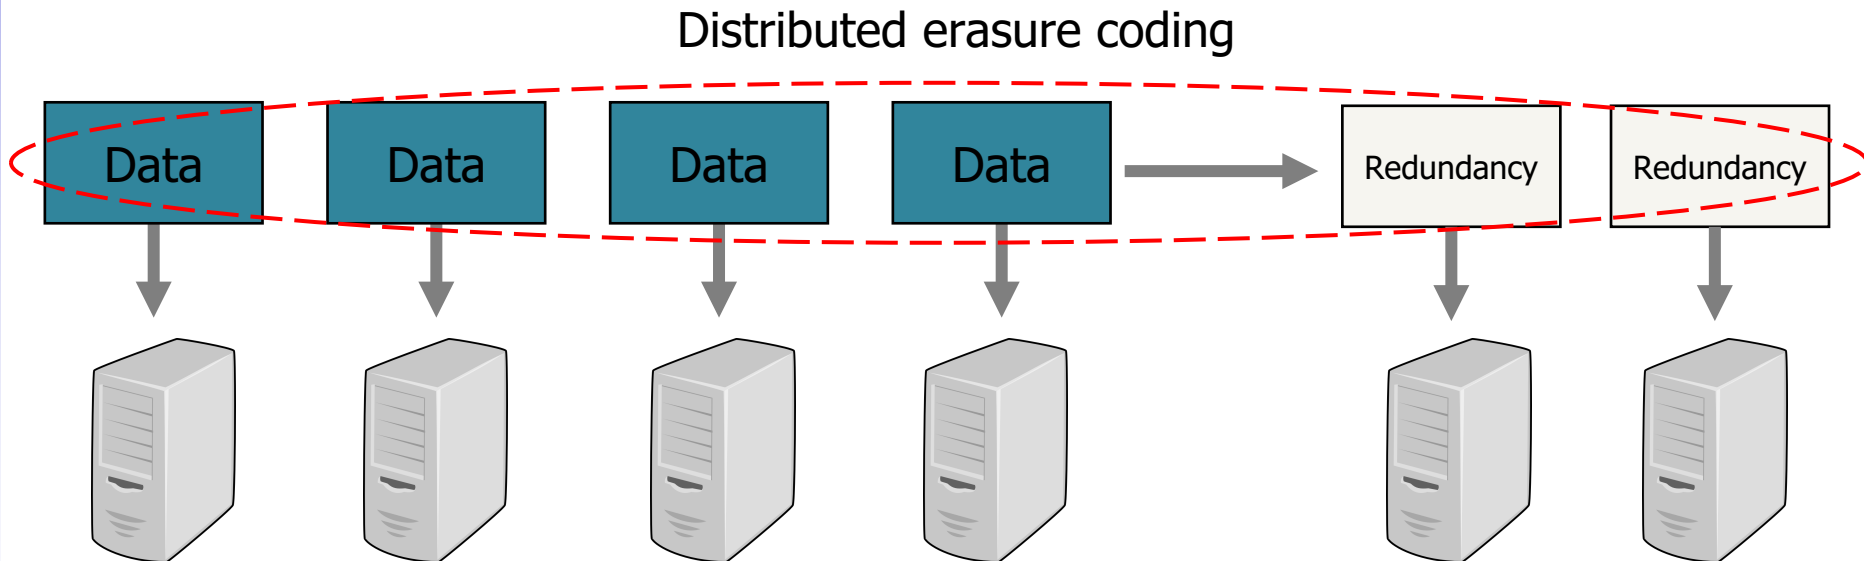 Distributed erasure coding
Data
Data
Data
Data
Redundancy
Redundancy